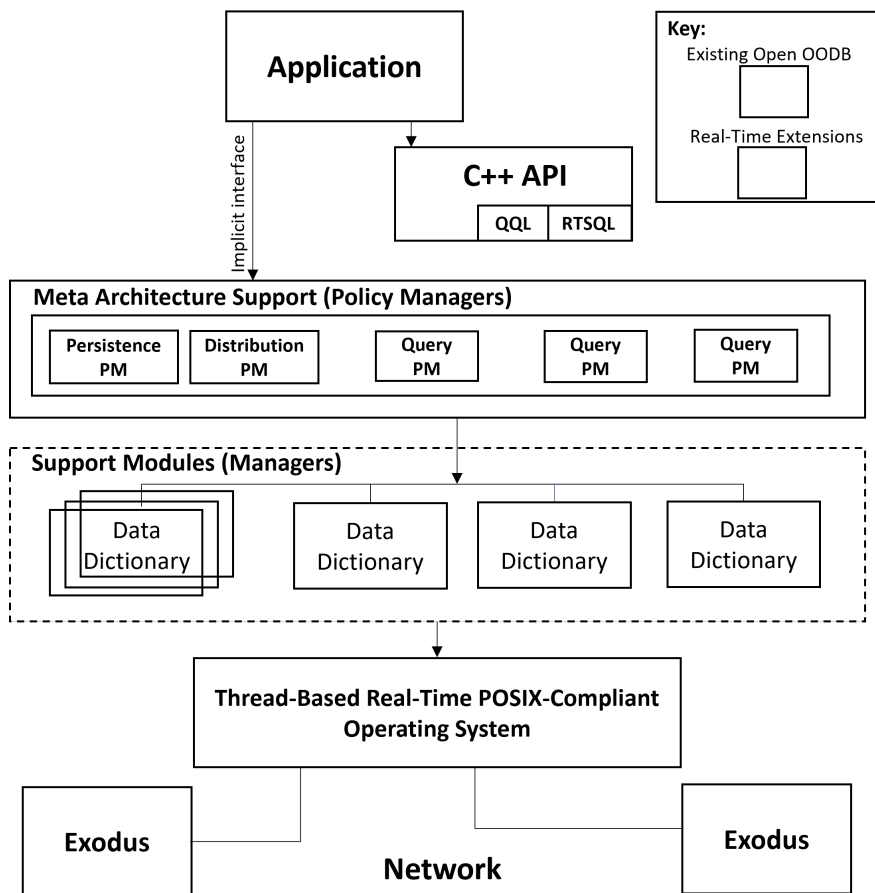 Application
Key:
Existing Open OODB
Real-Time Extensions
Implicit interface
C++ API
QQL
RTSQL
Meta Architecture Support (Policy Managers)
Persistence
PM
Distribution
PM
Query
PM
Query
PM
Query
PM
Support Modules (Managers)
Data
Dictionary
Data
Dictionary
Data
Dictionary
Data
Dictionary
Thread-Based Real-Time POSIX-Compliant
Operating System
Exodus
Network
Exodus